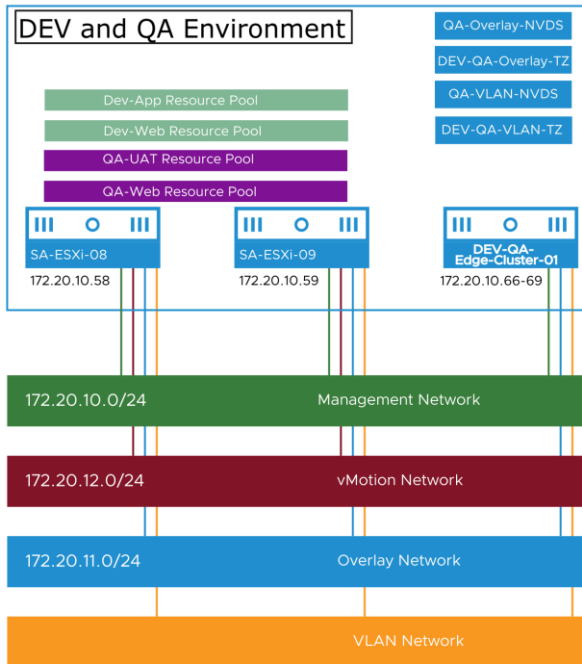 DEV and QA Environment
QA-Overlay-NVDS
DEV-QA-Overlay-TZ
QA-VLAN-NVDS
DEV-QA-VLAN-TZ
Dev-App Resource Pool
Dev-Web Resource Pool
QA-UAT Resource Pool
QA-Web Resource Pool
SA-ESXi-08
SA-ESXi-09
DEV-QA-
Edge-Cluster-01
172.20.10.58
172.20.10.59
172.20.10.66-69
172.20.10.0/24 Management Network
172.20.12.0/24 vMotion Network
172.20.11.0/24 Overlay Network
VLAN Network